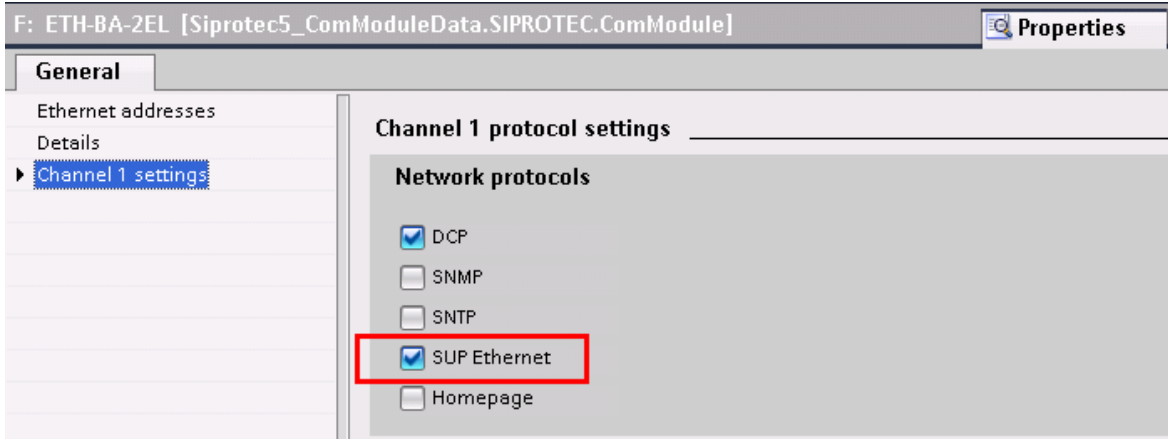 F: ETH-BA-2EL [Siprotec5_ComModuleData.SIPROTEC.ComModule]
Properties
General
Ethernet addresses
Details
Channel 1 settings
Channel 1 protocol settings
Network protocols
DCP
SNMP
SNTP
SUP Ethernet
Homepage